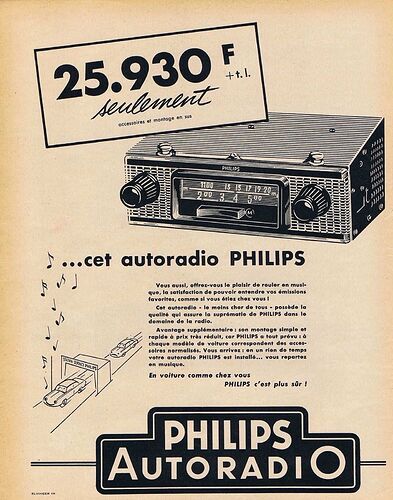 25.930 F
+ t. l.
seulement
accessoires et montage en sus
PHILIPS
...cet autoradio PHILIPS
Vous aussi, offrez-vous le plaisir de rouler en musi-
que, la satisfaction de pouvoir entendre vos émissions
favorites, comme si vous étiez chez vous !
Cet autoradio - le moins cher de tous - possède la
qualité qui assure la suprématie de PHILIPS dans le
domaine de la radio.
Avantage supplémentaire : son montage simple et
rapide à prix très réduit, car PHILIPS a tout prévu : à
chaque modèle de voiture correspondent des acces-
soires normalisés. Vous arrivez : en un rien de temps
votre autoradio PHILIPS est installé... vous repartez
en musique.
En voiture comme chez vous
PHILIPS c'est plus sûr !
PHILIPS
AUTORADIO